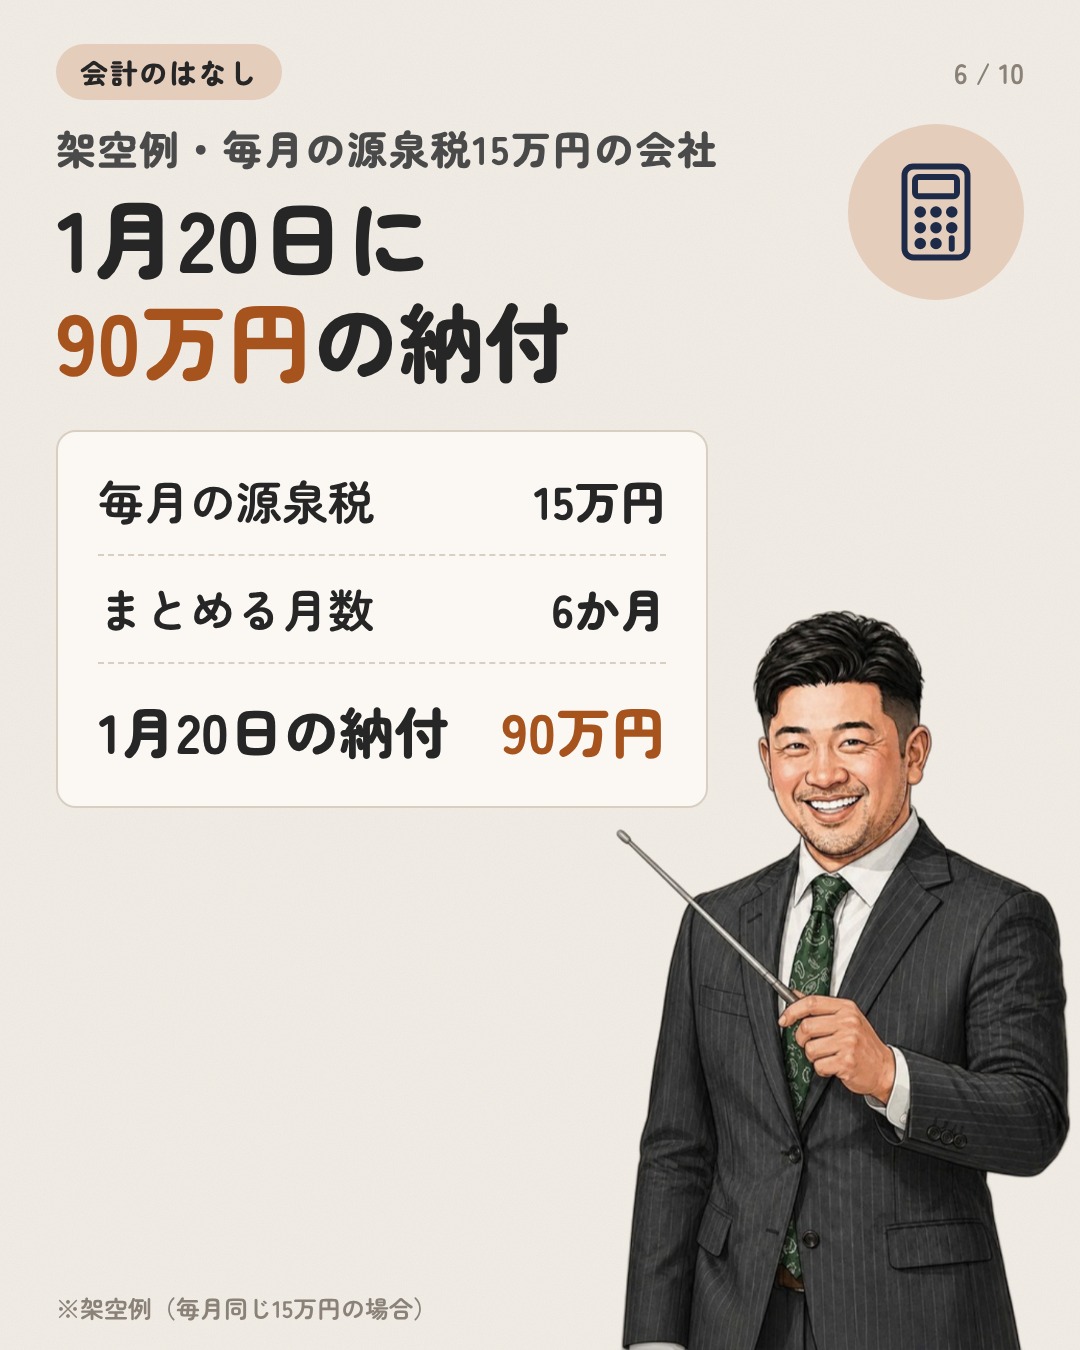 会計のはなし
6 / 10
架空例・毎月の源泉税15万円の会社
1月20日に
90万円の納付
毎月の源泉税 15万円
まとめる月数 6か月
1月20日の納付 90万円
※架空例（毎月同じ15万円の場合）